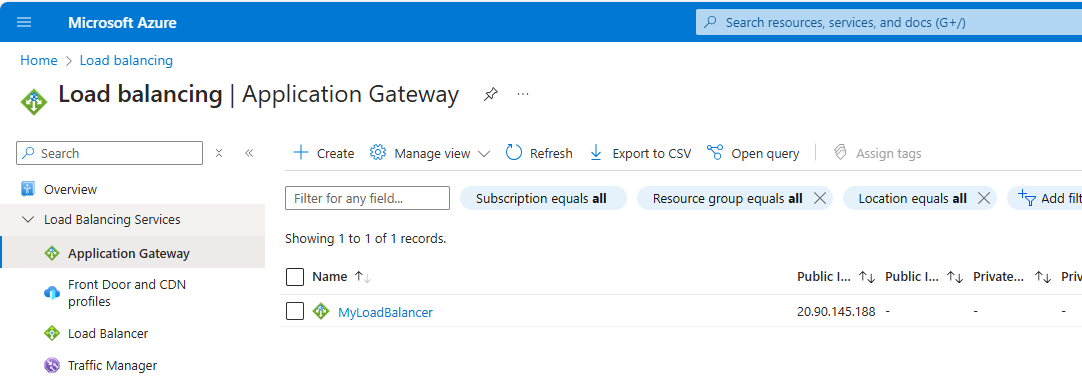 Microsoft Azure
Search resources, services, and docs (G+/)
Home > Load balancing
Load balancing | Application Gateway
Search
Create
Manage view
Refresh
Export to CSV
Open query
Assign tags
Overview
Load Balancing Services
Application Gateway
Front Door and CDN
profiles
Load Balancer
Traffic Manager
Filter for any field...
Subscription equals all
Resource group equals all
Location equals all
Add filt
Showing 1 to 1 of 1 records.
Name
Public I...
Public I...
Private...
Priv
MyLoadBalancer
20.90.145.188
-
-
-